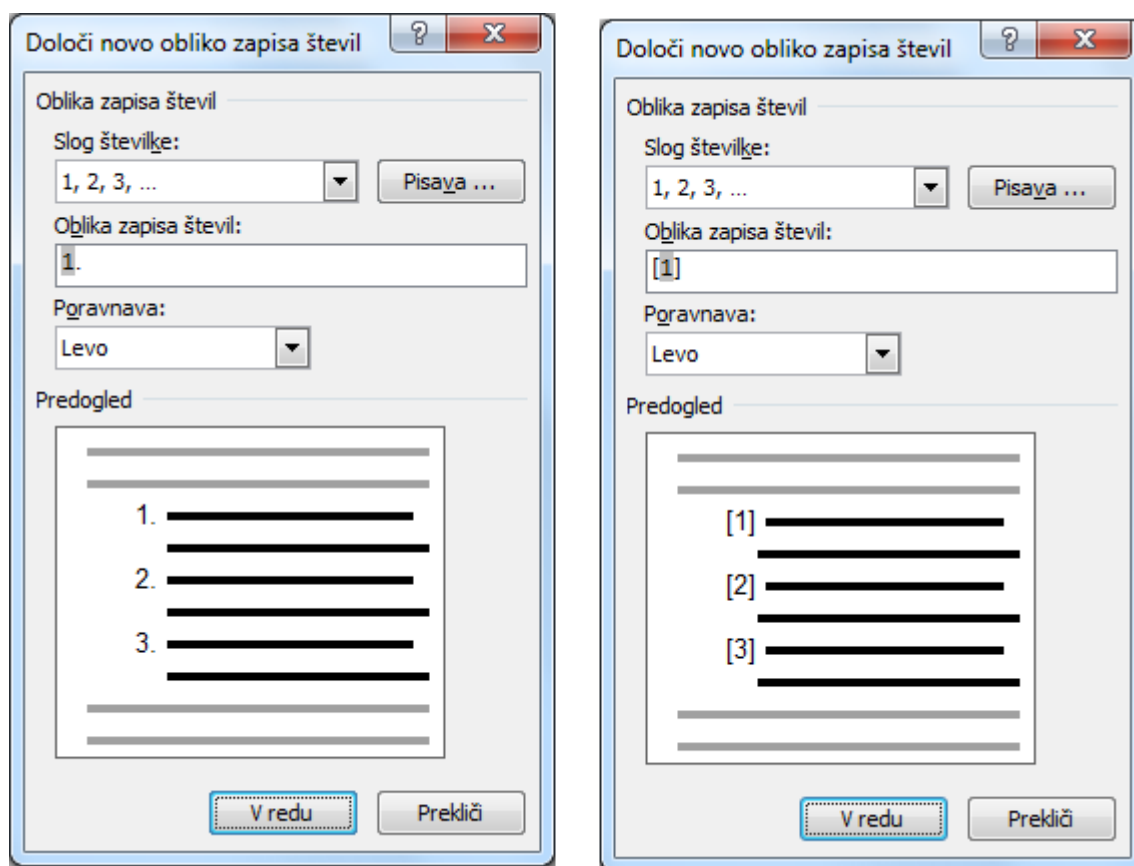 Določi novo obliko zapisa števil
Oblika zapisa števil
Slog številke:
1, 2, 3, ...
Pisava ...
Oblika zapisa števil:
1.
Poravnava:
Levo
Predogled
1.
2.
3.
V redu
Prekliči
Določi novo obliko zapisa števil
Oblika zapisa števil
Slog številke:
1, 2, 3, ...
Pisava ...
Oblika zapisa števil:
[1]
Poravnava:
Levo
Predogled
[1]
[2]
[3]
V redu
Prekliči